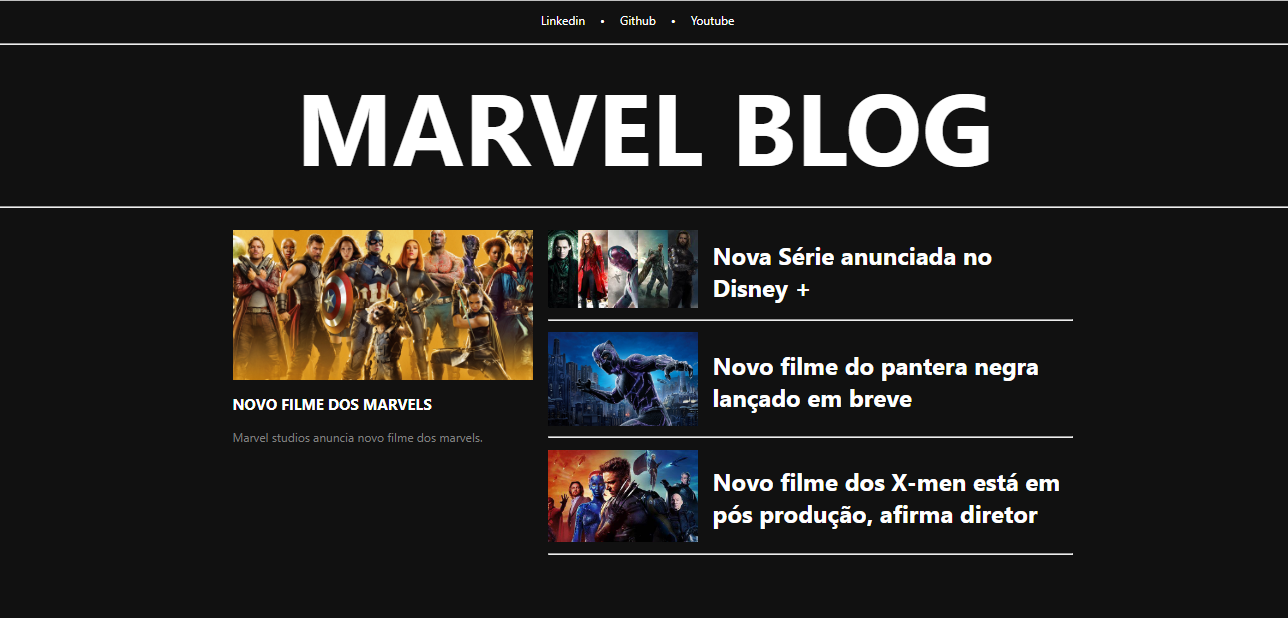 Linkedin • Github • Youtube
MARVEL BLOG
NOVO FILME DOS MARVELS
Marvel studios anuncia novo filme dos marvels.
Nova Série anunciada no
Disney +
Novo filme do pantera negra
lançado em breve
Novo filme dos X-men está em
pós produção, afirma diretor